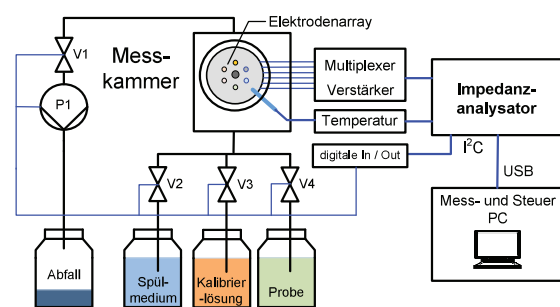 Elektrodenarray
V1
Mess-
kammer
P1
Multiplexer
Verstärker
Impedanz-
analysator
Temperatur
digitale In / Out
I²C
USB
V2
V3
V4
Mess- und Steuer
PC
Abfall
Spül-
medium
Kalibrier
-lösung
Probe